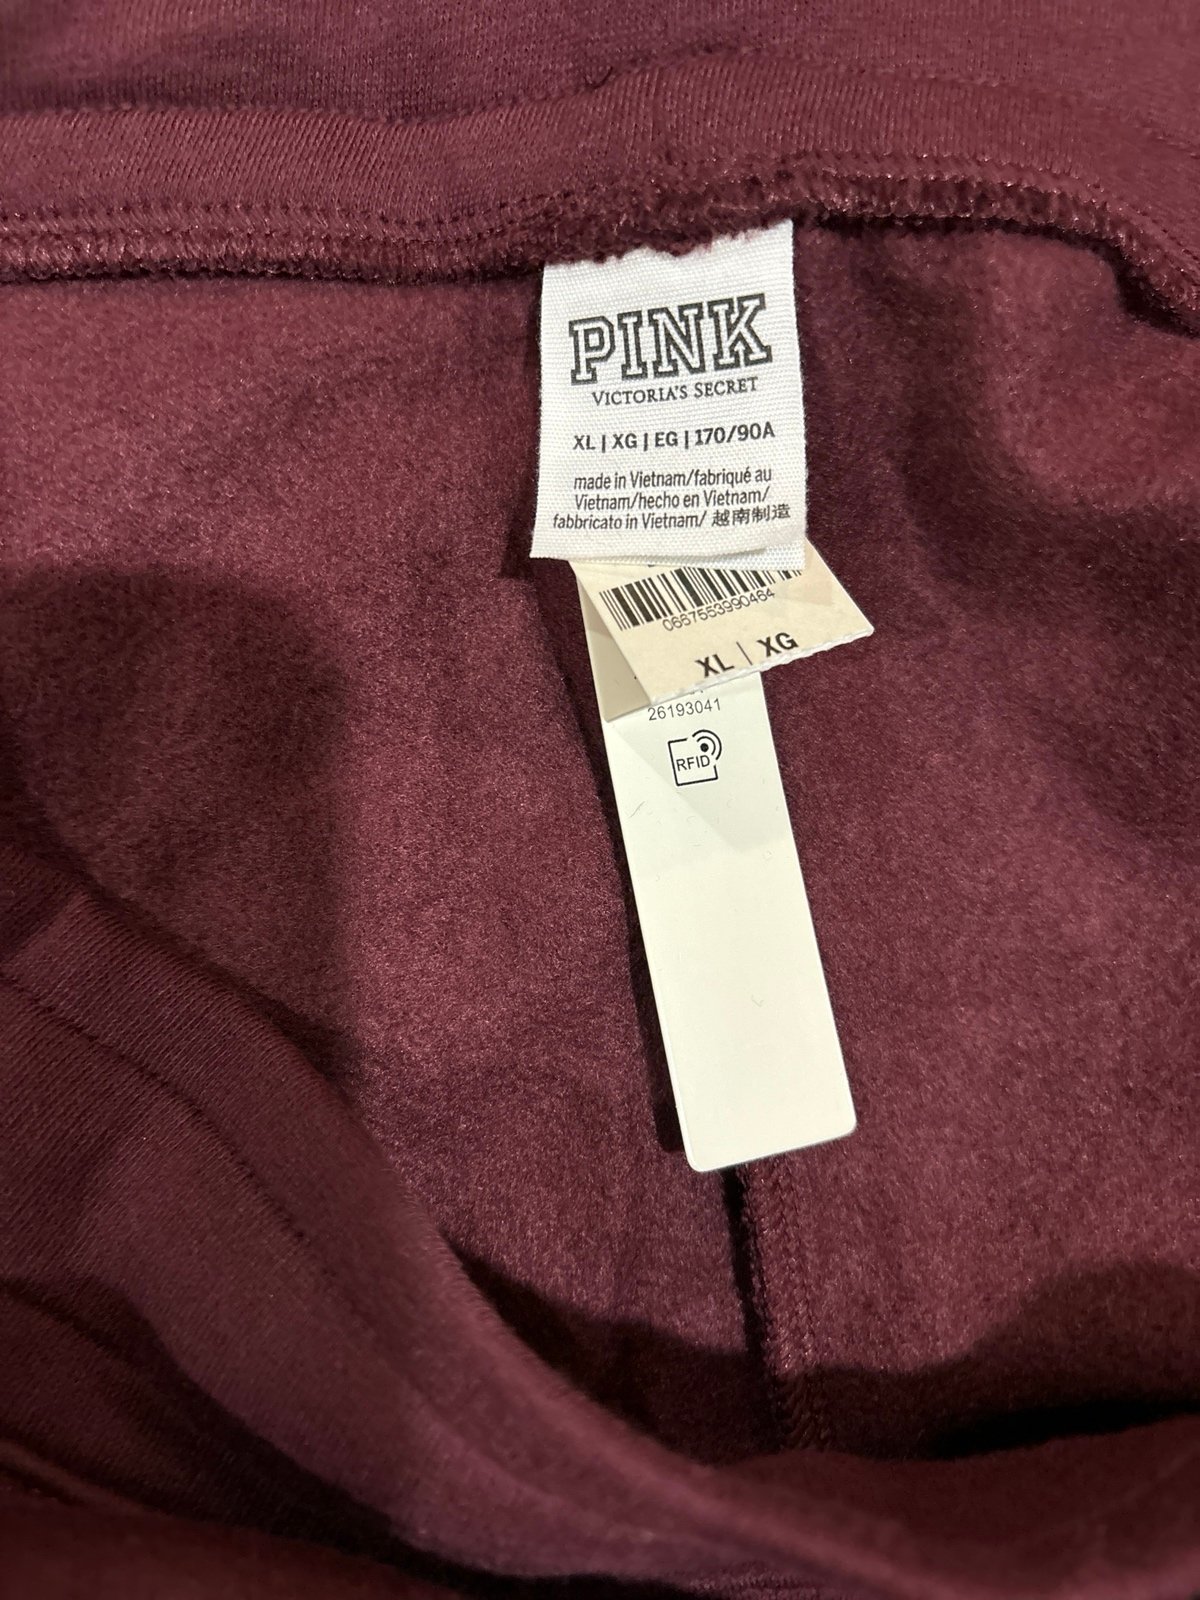 PINK
VICTORIA'S SECRET
XL | XG | EG | 170/90A
made in Vietnam/fabriqué au
Vietnam/hecho en Vietnam/
fabbricato in Vietnam/ 越南制造
0667553990464
XL | XG
26193041
RFID